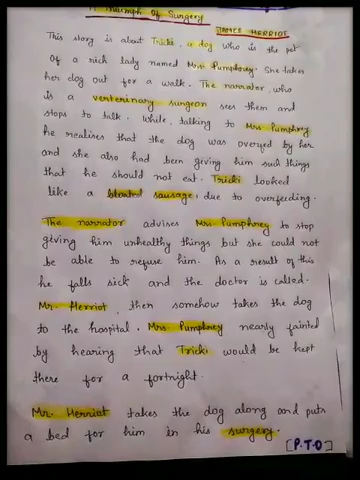 A Triumph Of Surgery
JAMES HERRIOT
This story is about Tricki, a dog who is the pet
Of a rich lady named Mrs. Pumphrey. She takes
her dog out for a walk. The narrator, who
is a venterinary surgeon sees them and
stops to talk. While, talking to Mrs Pumphrey
he realises that the dog was overfed by her
and she also had been giving him such things
that he should not eat. Tricki looked
like a bloated sausage, due to overfeeding.
The narrator advises Mrs. Pumphrey to stop
giving him unhealthy things but she could not
be able to refuse him. As a result of this
he falls sick and the doctor is called.
Mr. Herriot, then somehow takes the dog
to the hospital. Mrs Pumphrey nearly fainted
by hearing that Tricki would be kept
there for a fortnight.
Mr. Herriot takes the dog along and puts
a bed for him in his surgery.
[P.T.O]